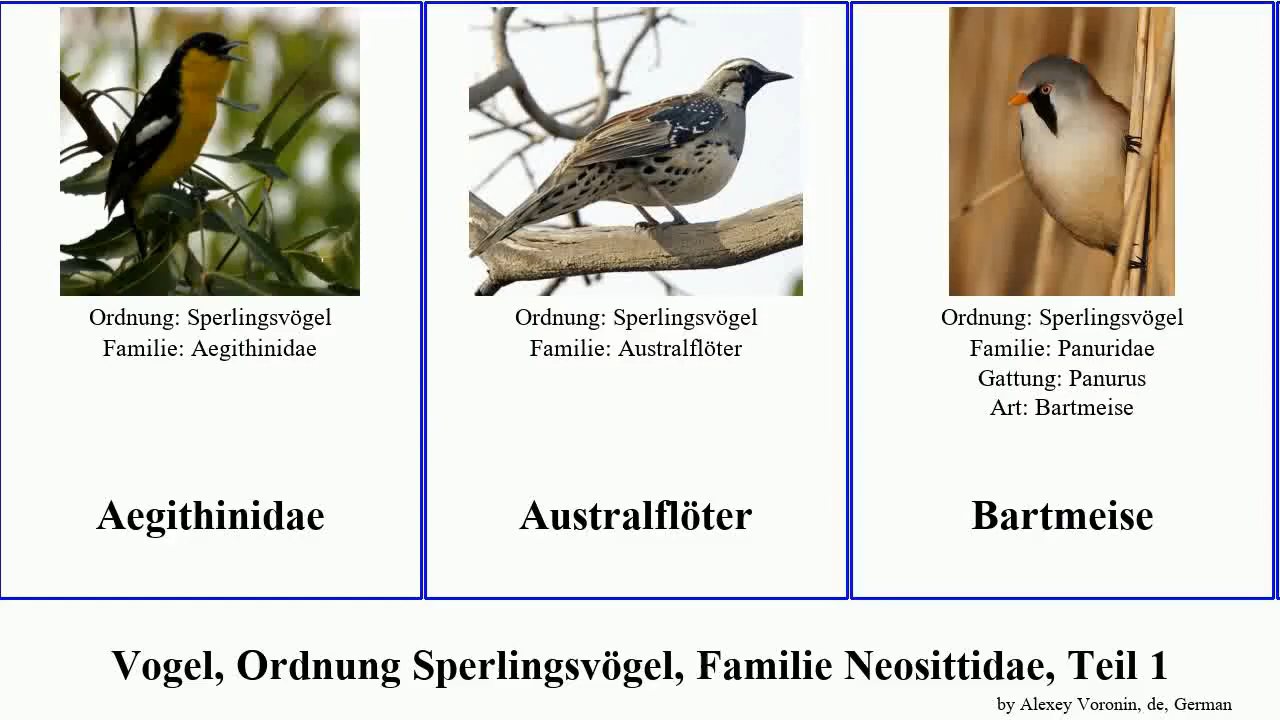 Ordnung: Sperlingsvögel
Familie: Aegithinidae
Aegithinidae
Ordnung: Sperlingsvögel
Familie: Australflöter
Australflöter
Ordnung: Sperlingsvögel
Familie: Panuridae
Gattung: Panurus
Art: Bartmeise
Bartmeise
Vogel, Ordnung Sperlingsvögel, Familie Neosittidae, Teil 1
by Alexey Voronin, de, German